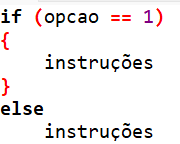 if (opcao == 1)
{
    instruções
}
else
    instruções